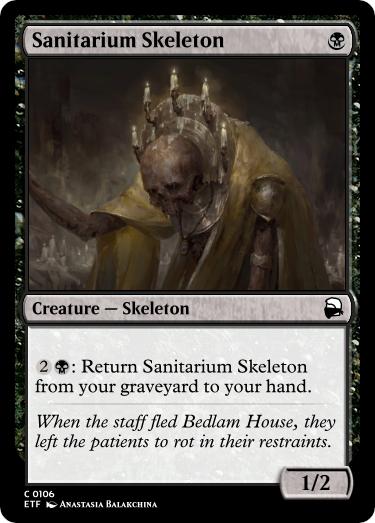 Sanitarium Skeleton
Creature — Skeleton
2 : Return Sanitarium Skeleton
from your graveyard to your hand.
When the staff fled Bedlam House, they
left the patients to rot in their restraints.
1/2
C 0106
ETF Anastasia Balakchina